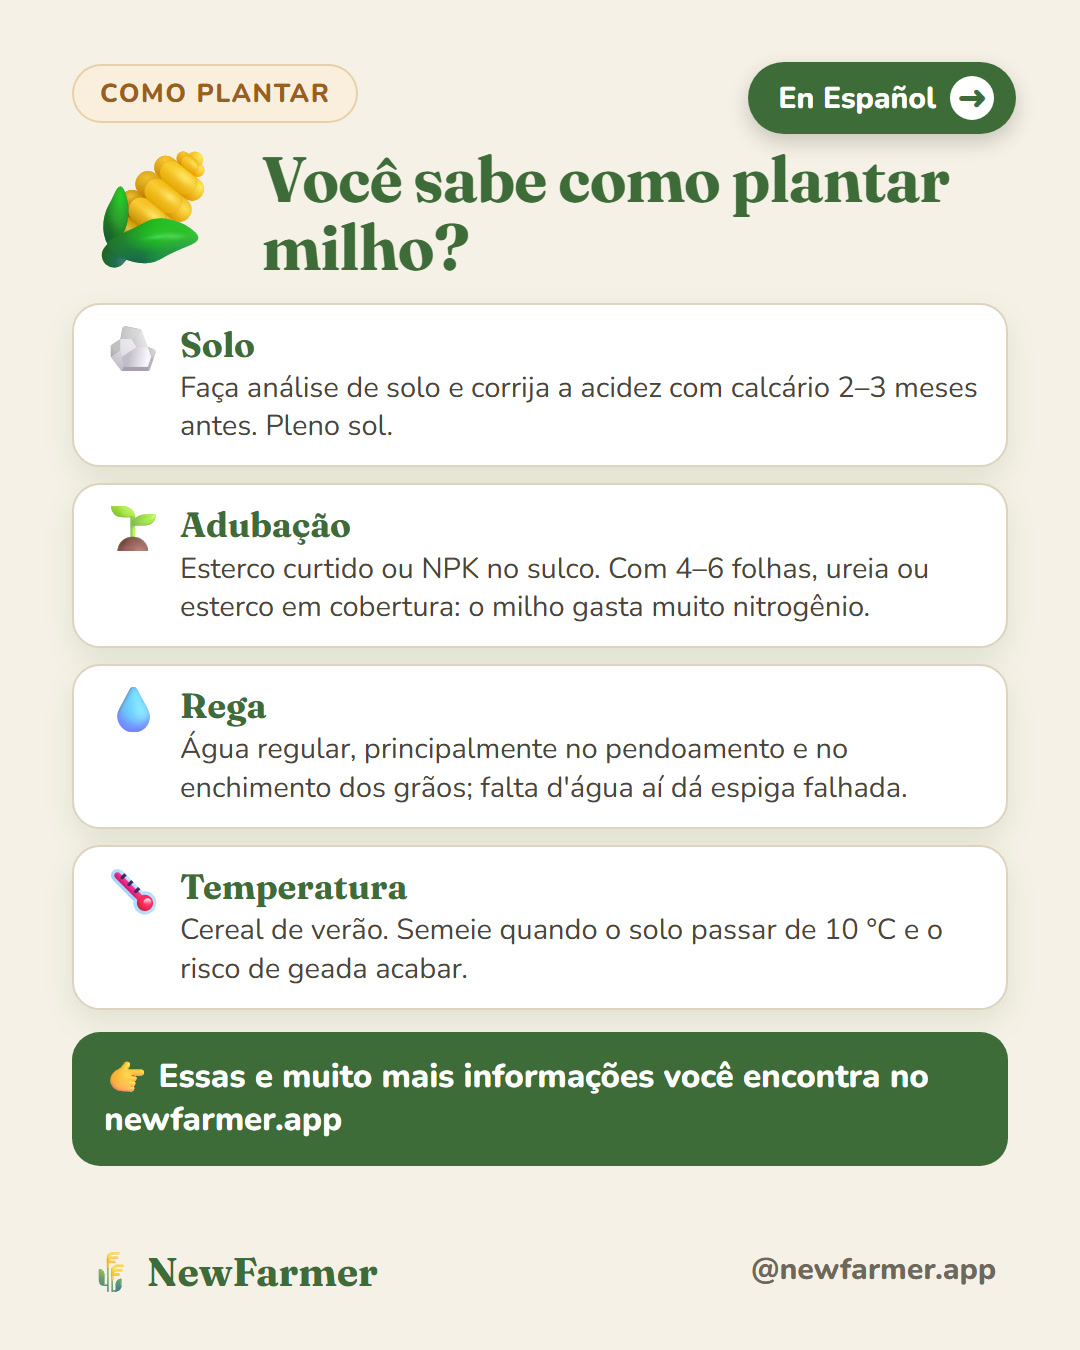 COMO PLANTAR
En Español
Você sabe como plantar
milho?
Solo
Faça análise de solo e corrija a acidez com calcário 2–3 meses
antes. Pleno sol.
Adubação
Esterco curtido ou NPK no sulco. Com 4–6 folhas, ureia ou
esterco em cobertura: o milho gasta muito nitrogênio.
Rega
Água regular, principalmente no pendoamento e no
enchimento dos grãos; falta d'água aí dá espiga falhada.
Temperatura
Cereal de verão. Semeie quando o solo passar de 10 °C e o
risco de geada acabar.
Essas e muito mais informações você encontra no
newfarmer.app
NewFarmer
@newfarmer.app